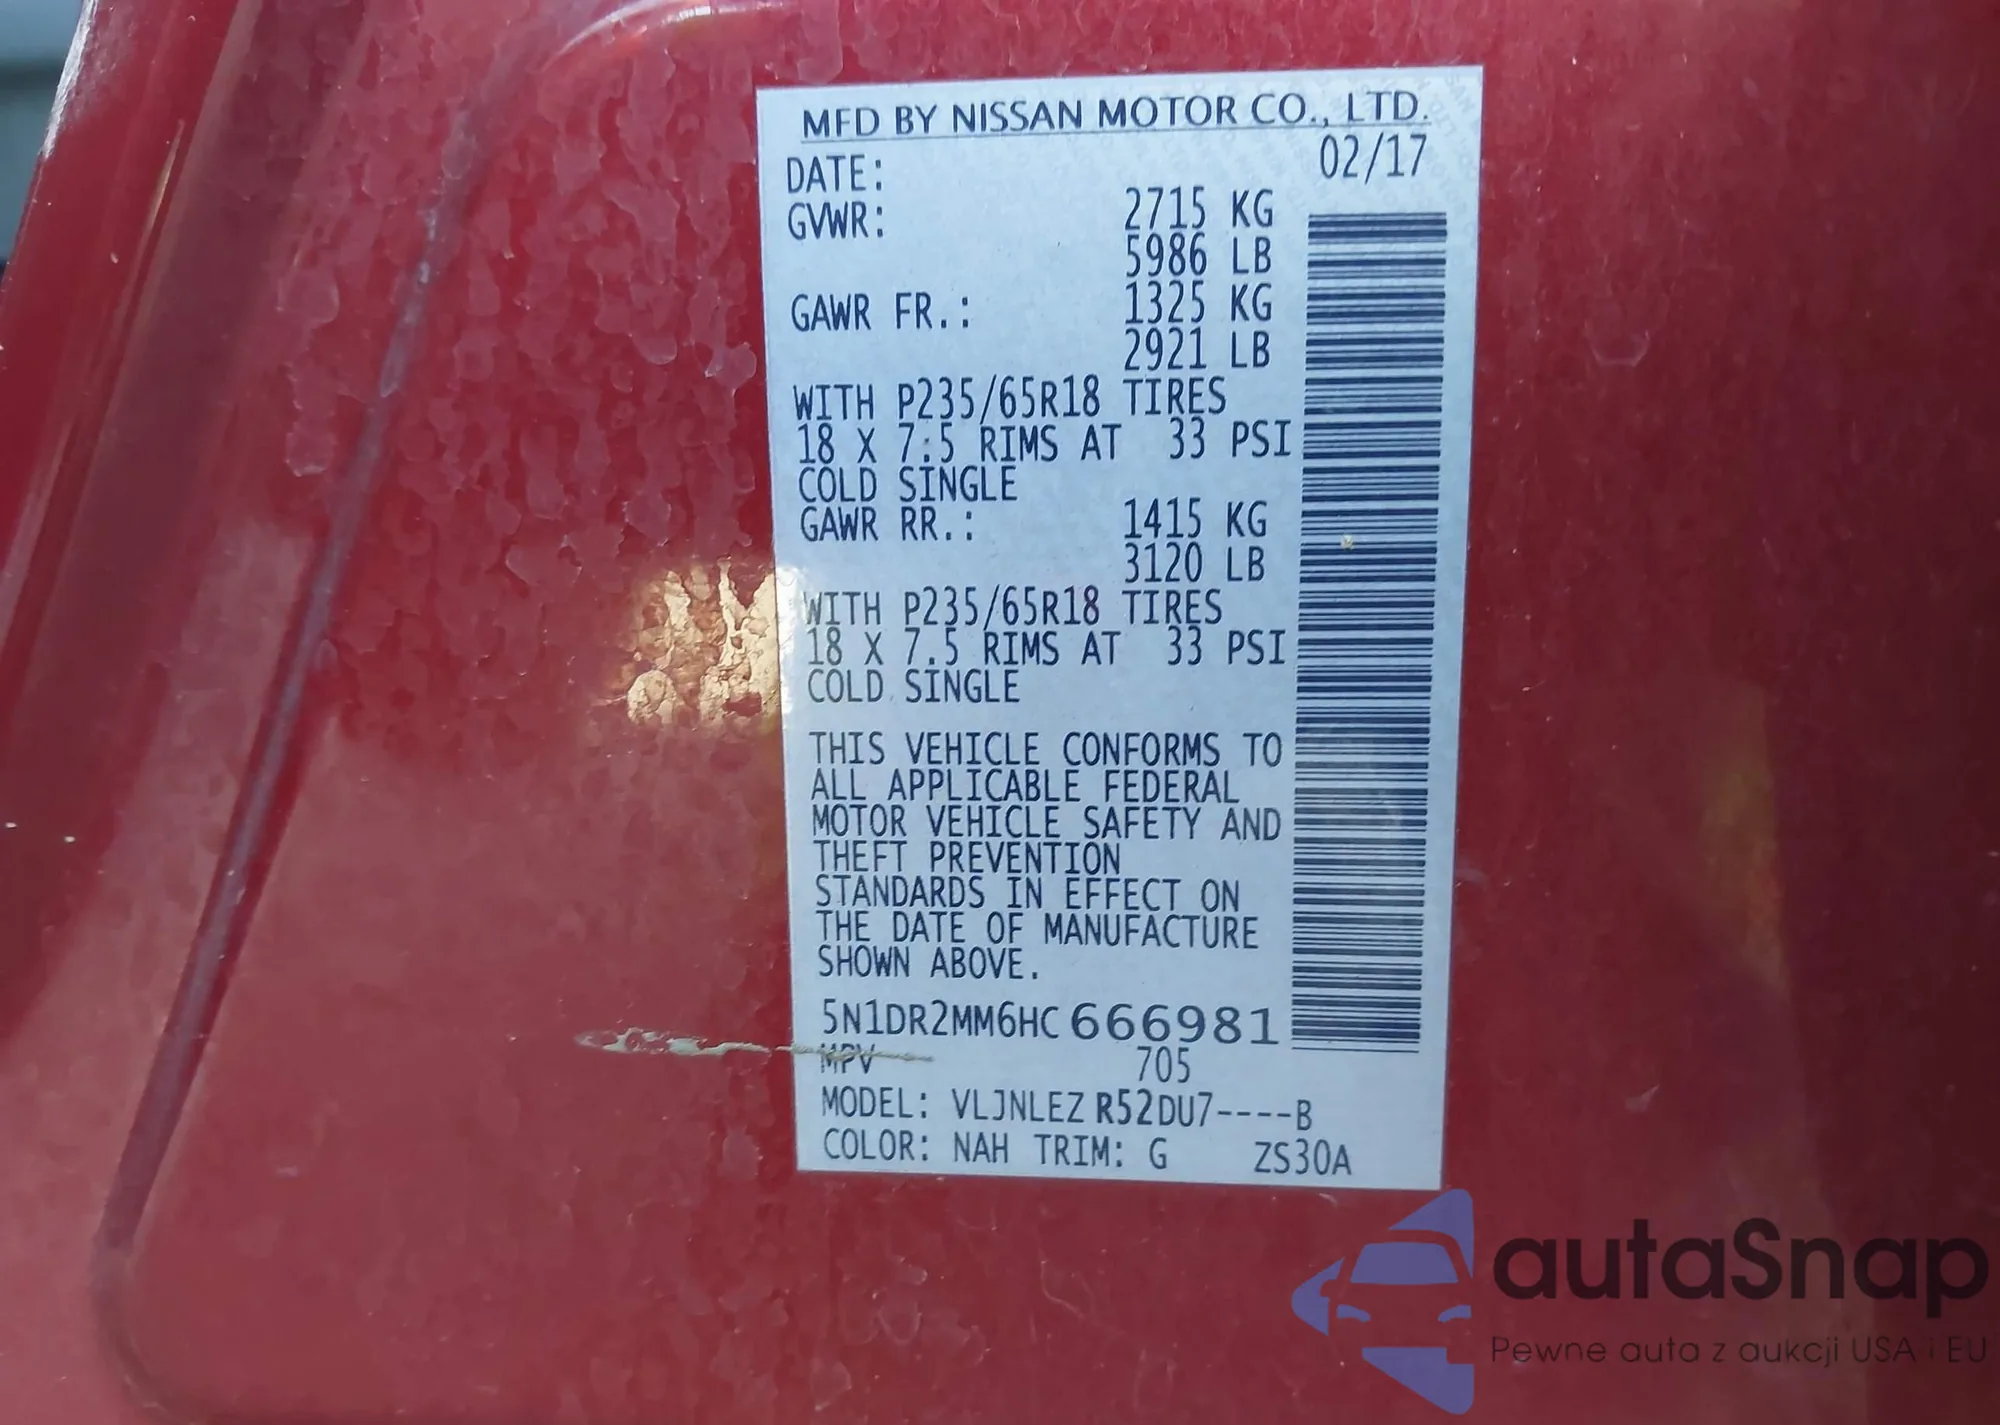 MFD BY NISSAN MOTOR CO., LTD.
DATE: 02/17
GVWR: 2715 KG
5986 LB
GAWR FR.: 1325 KG
2921 LB
WITH P235/65R18 TIRES
18 X 7.5 RIMS AT 33 PSI
COLD SINGLE
GAWR RR.: 1415 KG
3120 LB
WITH P235/65R18 TIRES
18 X 7.5 RIMS AT 33 PSI
COLD SINGLE
THIS VEHICLE CONFORMS TO
ALL APPLICABLE FEDERAL
MOTOR VEHICLE SAFETY AND
THEFT PREVENTION
STANDARDS IN EFFECT ON
THE DATE OF MANUFACTURE
SHOWN ABOVE.
5N1DR2MM6HC666981
MPV 705
MODEL: VLJNLEZ R52DU7----B
COLOR: NAH TRIM: G ZS30A
autaSnap
Pewne auta z aukcji USA i EU